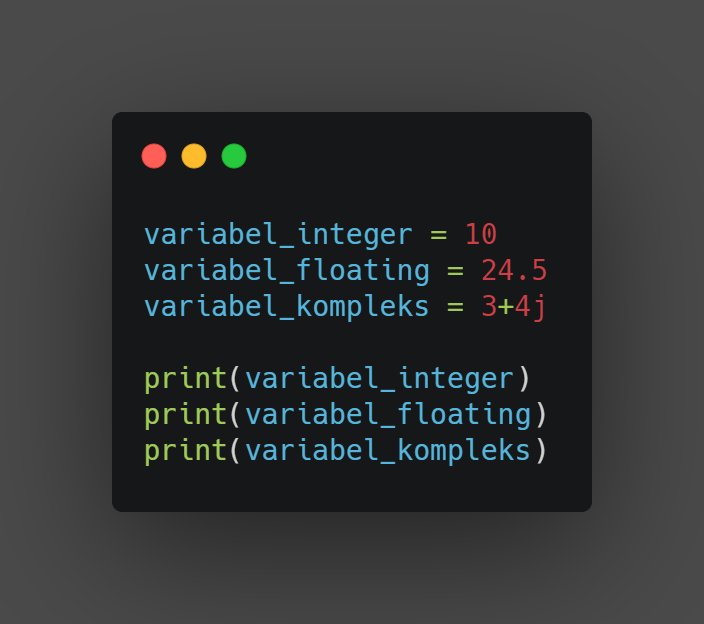 variabel_integer = 10
variabel_floating = 24.5
variabel_kompleks = 3+4j
print(variabel_integer)
print(variabel_floating)
print(variabel_kompleks)